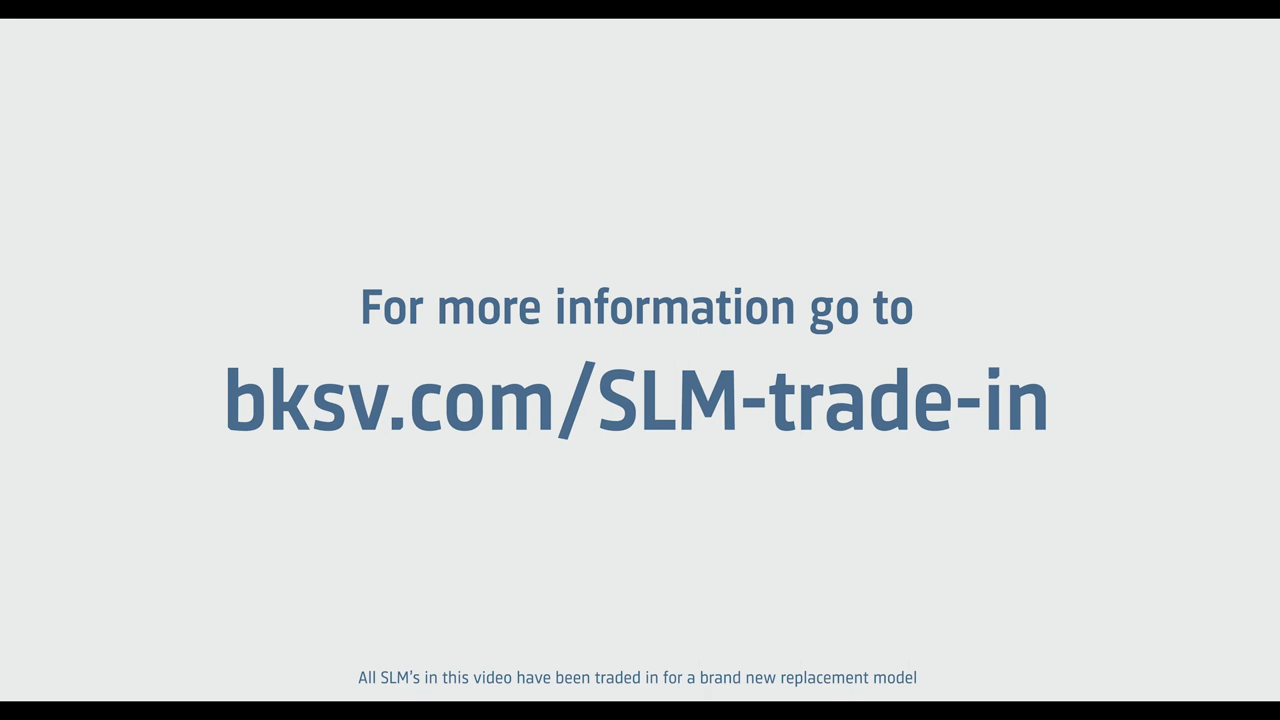 For more information go to
bksv.com/SLM-trade-in
All SLM's in this video have been traded in for a brand new replacement model